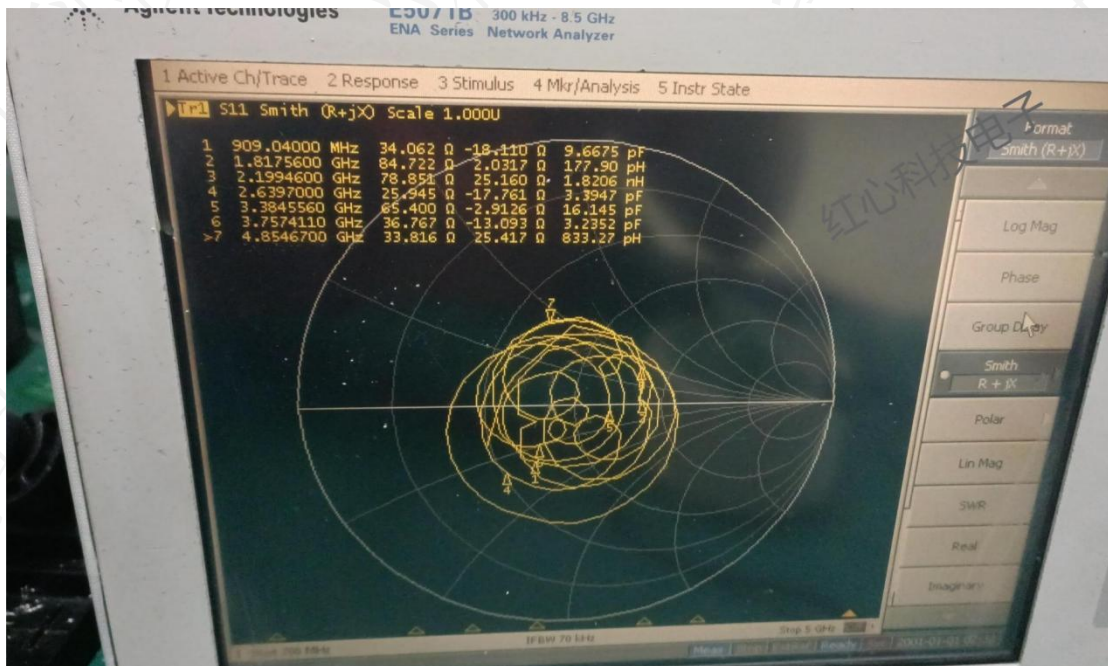 Agilent Technologies
E5071B 300 kHz - 8.5 GHz
ENA Series Network Analyzer
1 Active Ch/Trace 2 Response 3 Stimulus 4 Mkr/Analysis 5 Instr State
Tr1 S11 Smith (R+jX) Scale 1.000U
1 909.04000 MHz 34.062 Ω -18.110 Ω 9.6675 pF
2 1.8175600 GHz 84.722 Ω 2.0317 Ω 177.90 pH
3 2.1994600 GHz 78.851 Ω 25.160 Ω 1.8206 nH
4 2.6397000 GHz 25.945 Ω -17.761 Ω 3.3947 pF
5 3.3845560 GHz 65.400 Ω -2.9126 Ω 16.145 pF
6 3.7574110 GHz 36.767 Ω -13.093 Ω 3.2352 pF
>7 4.8546700 GHz 33.816 Ω 25.417 Ω 833.27 pH
红心科技电子
Format
Smith (R+jX)
Log Mag
Phase
Group Delay
Smith
R + jX
Polar
Lin Mag
SWR
Real
Imaginary
7
5
1
4
IFBW 70 kHz
Stop 5 GHz
Meas
Ready